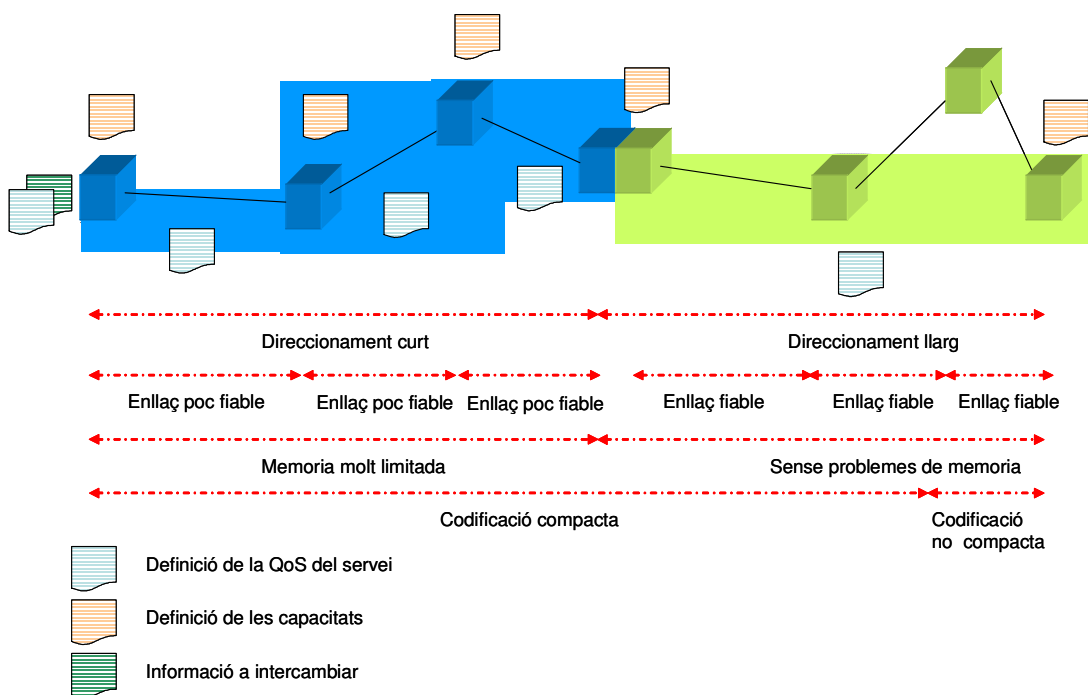 Direccionament curt
Direccionament llarg
Enllaç poc fiable
Enllaç poc fiable
Enllaç poc fiable
Enllaç fiable
Enllaç fiable
Enllaç fiable
Memoria molt limitada
Sense problemes de memoria
Codificació compacta
Codificació
no compacta
Definició de la QoS del servei
Definició de les capacitats
Informació a intercambiar